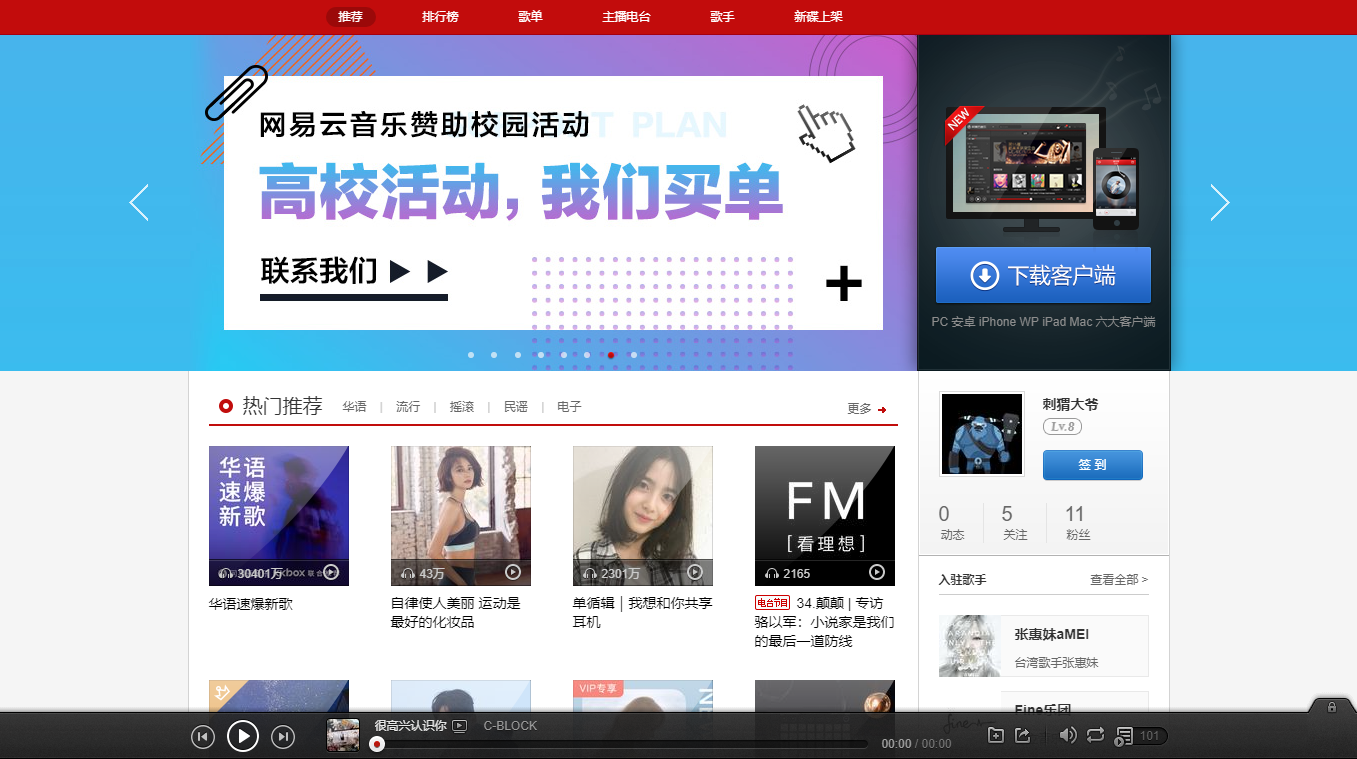 推荐
排行榜
歌单
主播电台
歌手
新碟上架
网易云音乐赞助校园活动
PLAN
高校活动，我们买单
联系我们
NEW
下载客户端
PC 安卓 iPhone WP iPad Mac 六大客户端
热门推荐
华语 | 流行 | 摇滚 | 民谣 | 电子
更多
华语
速爆
新歌
30401万
华语速爆新歌
43万
自律使人美丽 运动是
最好的化妆品
2301万
单循辑│我想和你共享
耳机
FM
[看理想]
2165
电台节目 34.颠颠 | 专访
骆以军：小说家是我们
的最后一道防线
VIP专享
刺猬大爷
Lv.8
签到
0
动态
5
关注
11
粉丝
入驻歌手
查看全部 >
张惠妹aMEI
台湾歌手张惠妹
Fine乐团
很高兴认识你
C-BLOCK
00:00 / 00:00
101